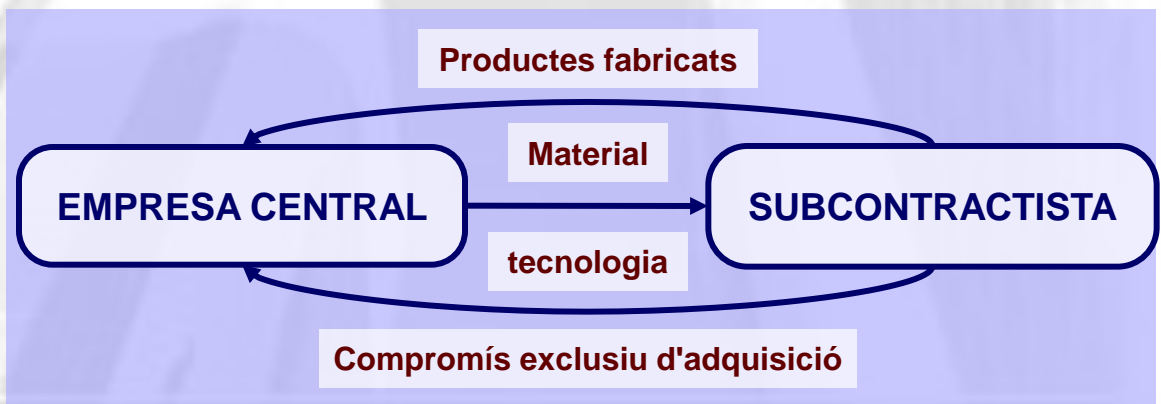 Productes fabricats
Material
EMPRESA CENTRAL
SUBCONTRACTISTA
tecnologia
Compromís exclusiu d'adquisició